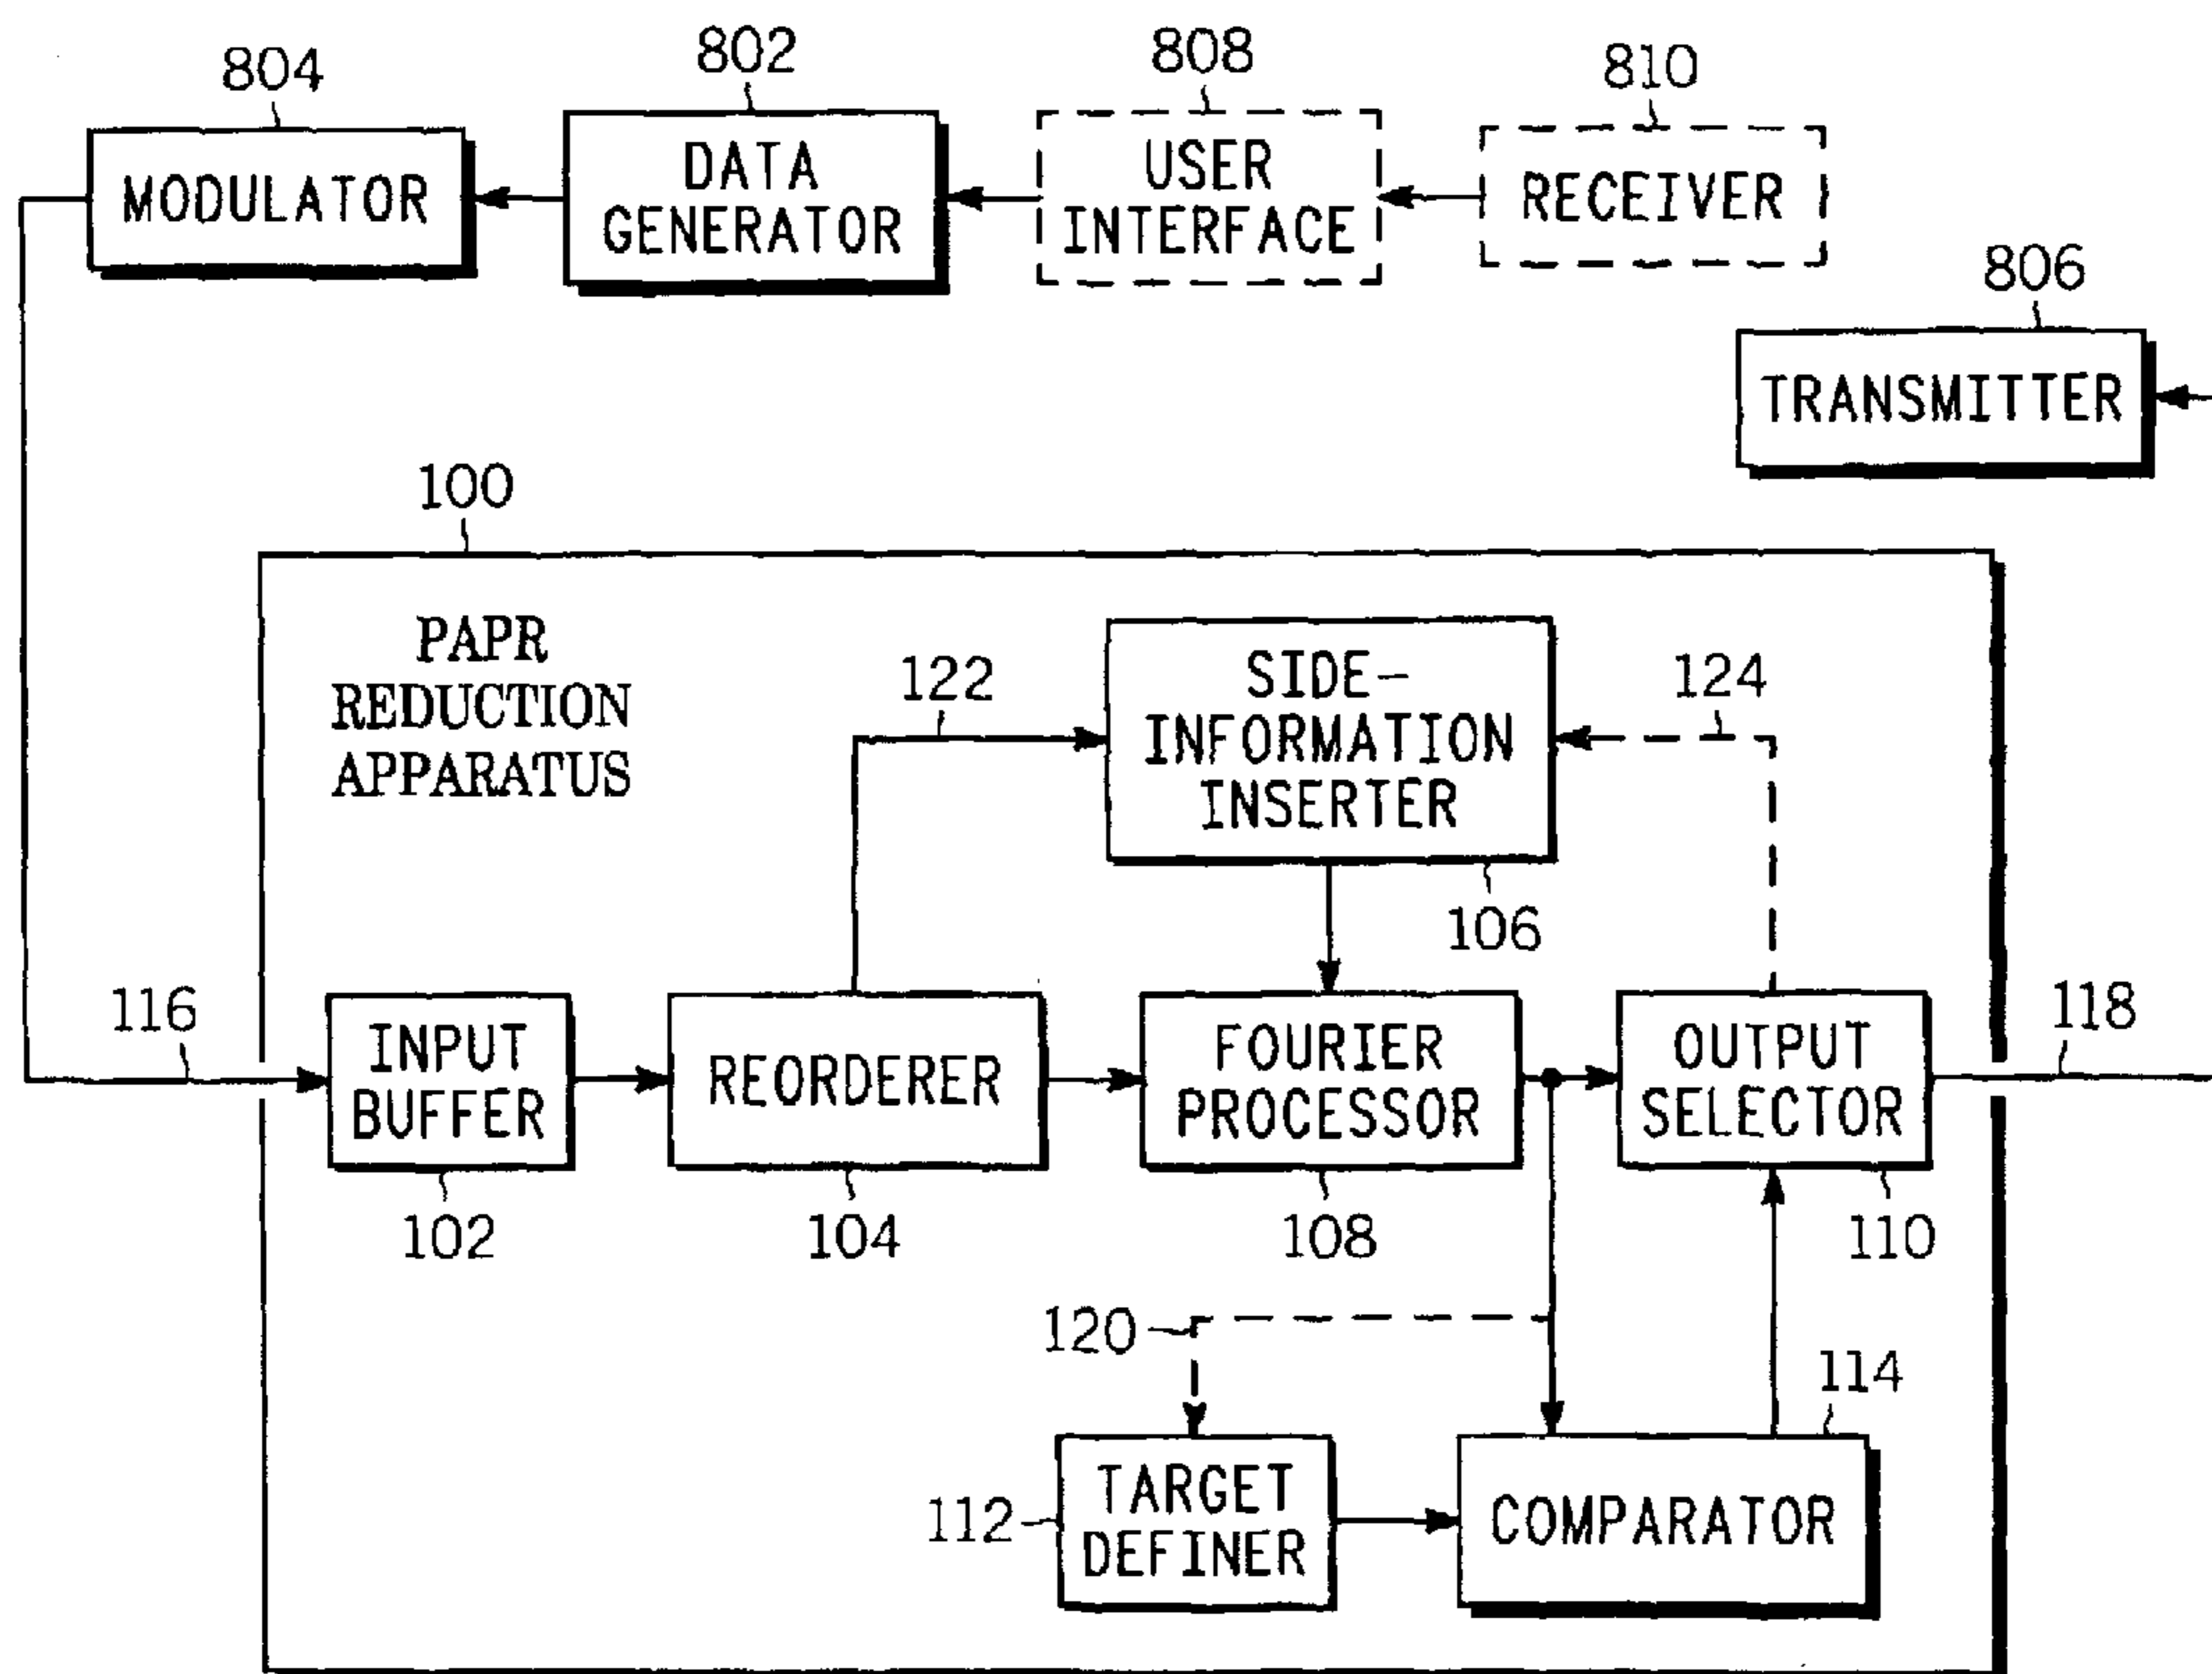 804
802
808
810
MODULATOR
DATA
GENERATOR
USER
INTERFACE
RECEIVER
806
TRANSMITTER
100
PAPR
REDUCTION
APPARATUS
122
SIDE-
INFORMATION
INSERTER
124
106
116
INPUT
BUFFER
REORDERER
FOURIER
PROCESSOR
OUTPUT
SELECTOR
118
102
104
108
110
120
114
112
TARGET
DEFINER
COMPARATOR